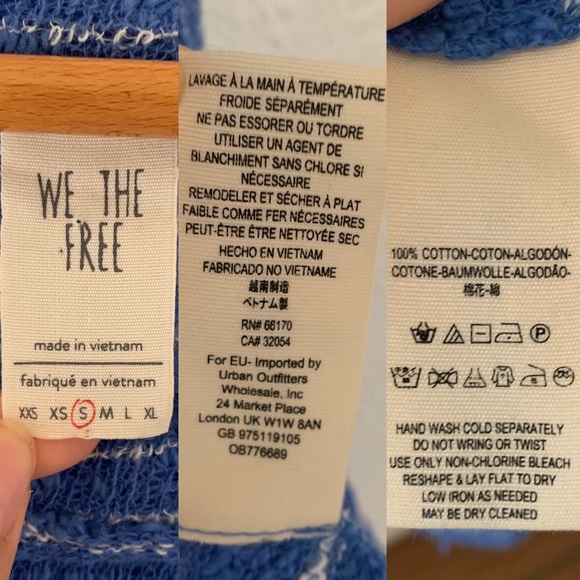 WE THE
FREE
made in vietnam
fabriqué en vietnam
XXS XS S M L XL
LAVAGE À LA MAIN À TEMPÉRATURE
FROIDE SÉPARÉMENT
NE PAS ESSORER OU TORDRE
UTILISER UN AGENT DE
BLANCHIMENT SANS CHLORE SI
NÉCESSAIRE
REMODELER ET SÉCHER À PLAT
FAIBLE COMME FER NÉCESSAIRES
PEUT-ÊTRE ÊTRE NETTOYÉE SEC
HECHO EN VIETNAM
FABRICADO NO VIETNAME
越南制造
ベトナム製
RN# 66170
CA# 32054
For EU- Imported by
Urban Outfitters
Wholesale, Inc
24 Market Place
London UK W1W 8AN
GB 975119105
OB776689
100% COTTON-COTON-ALGODÓN-
COTONE-BAUMWOLLE-ALGODÃO-
棉花-綿
HAND WASH COLD SEPARATELY
DO NOT WRING OR TWIST
USE ONLY NON-CHLORINE BLEACH
RESHAPE & LAY FLAT TO DRY
LOW IRON AS NEEDED
MAY BE DRY CLEANED